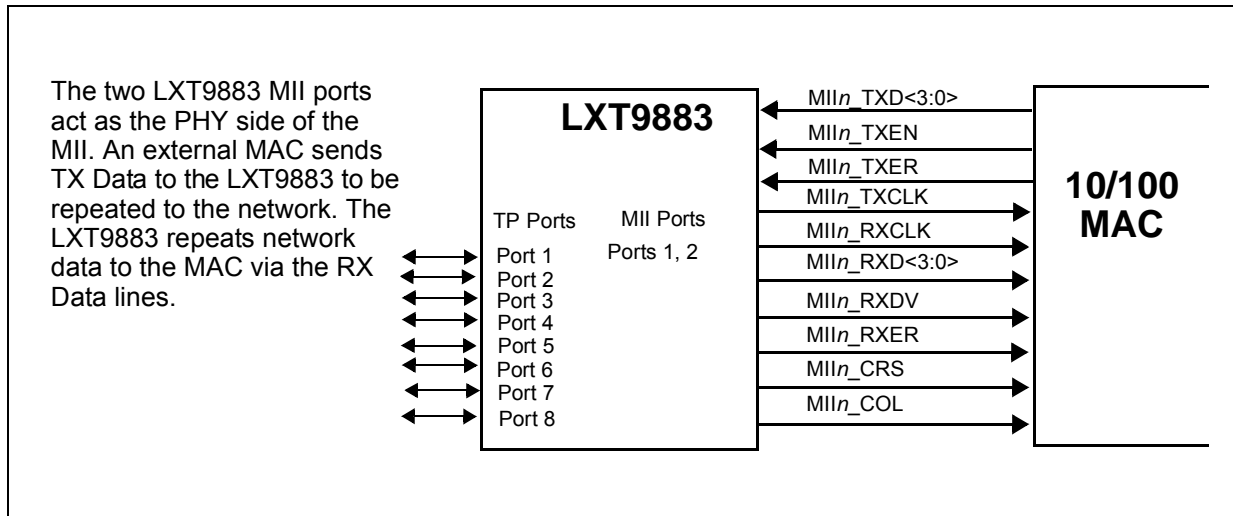 The two LXT9883 MII ports
act as the PHY side of the
MII. An external MAC sends
TX Data to the LXT9883 to be
repeated to the network. The
LXT9883 repeats network
data to the MAC via the RX
Data lines.
LXT9883
TP Ports
Port 1
Port 2
Port 3
Port 4
Port 5
Port 6
Port 7
Port 8
MII Ports
Ports 1, 2
MIIn_TXD<3:0>
MIIn_TXEN
MIIn_TXER
MIIn_TXCLK
MIIn_RXCLK
MIIn_RXD<3:0>
MIIn_RXDV
MIIn_RXER
MIIn_CRS
MIIn_COL
10/100
MAC